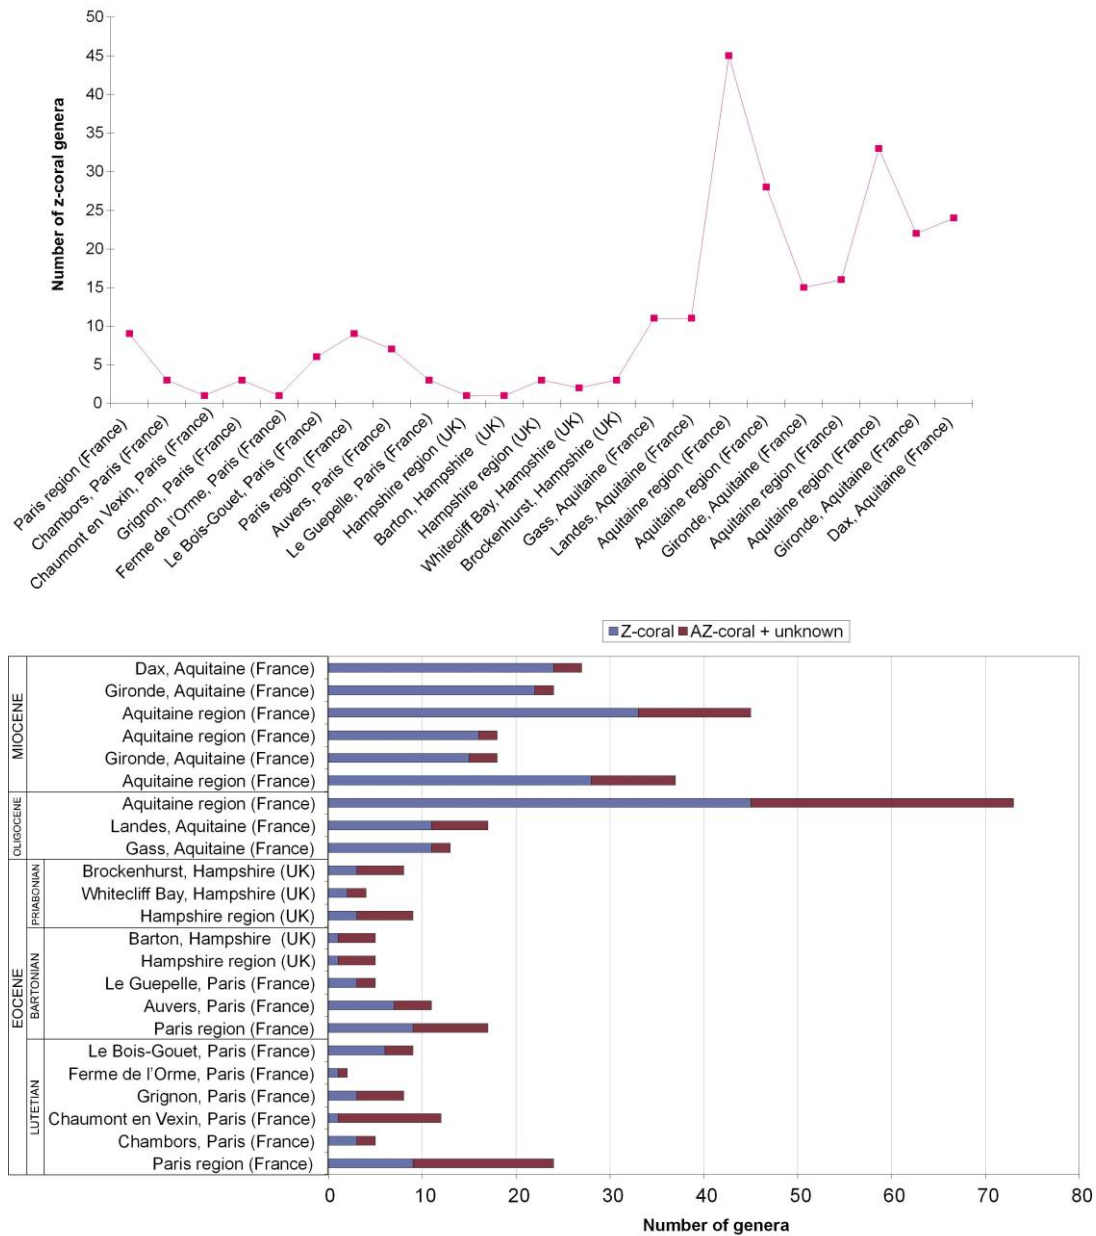 50
45
40
35
30
25
20
15
10
5
0
Number of z-coral genera
Paris region (France)
Chambors, Paris (France)
Chaumont en Vexin, Paris (France)
Grignon, Paris (France)
Ferme de l'Orme, Paris (France)
Le Bois-Gouet, Paris (France)
Paris region (France)
Auvers, Paris (France)
Le Guepelle, Paris (France)
Hampshire region (UK)
Barton, Hampshire (UK)
Hampshire region (UK)
Whitecliff Bay, Hampshire (UK)
Brockenhurst, Hampshire (UK)
Gass, Aquitaine (France)
Landes, Aquitaine (France)
Aquitaine region (France)
Aquitaine region (France)
Gironde, Aquitaine (France)
Aquitaine region (France)
Aquitaine region (France)
Gironde, Aquitaine (France)
Dax, Aquitaine (France)
Z-coral AZ-coral + unknown
MIOCENE
Dax, Aquitaine (France)
Gironde, Aquitaine (France)
Aquitaine region (France)
Aquitaine region (France)
Gironde, Aquitaine (France)
Aquitaine region (France)
OLIGOCENE
Aquitaine region (France)
Landes, Aquitaine (France)
Gass, Aquitaine (France)
EOCENE
PRIABONIAN
Brockenhurst, Hampshire (UK)
Whitecliff Bay, Hampshire (UK)
Hampshire region (UK)
BARTONIAN
Barton, Hampshire (UK)
Hampshire region (UK)
Le Guepelle, Paris (France)
Auvers, Paris (France)
Paris region (France)
LUTETIAN
Le Bois-Gouet, Paris (France)
Ferme de l'Orme, Paris (France)
Grignon, Paris (France)
Chaumont en Vexin, Paris (France)
Chambors, Paris (France)
Paris region (France)
0 10 20 30 40 50 60 70 80
Number of genera